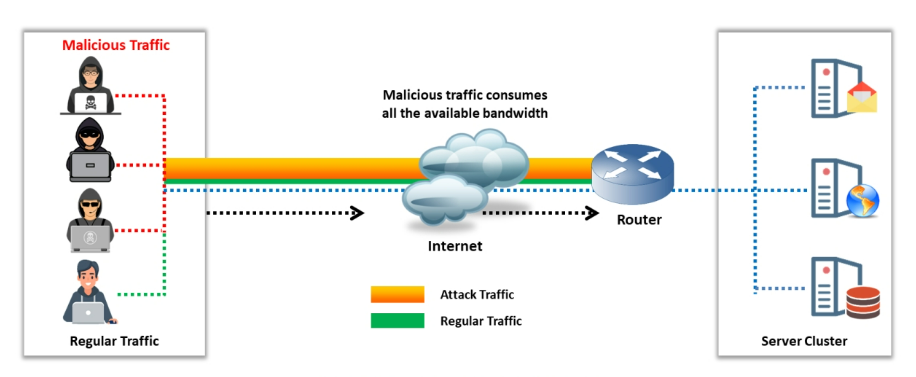 Malicious Traffic
Malicious traffic consumes
all the available bandwidth
Router
Internet
Attack Traffic
Regular Traffic
Regular Traffic
Server Cluster